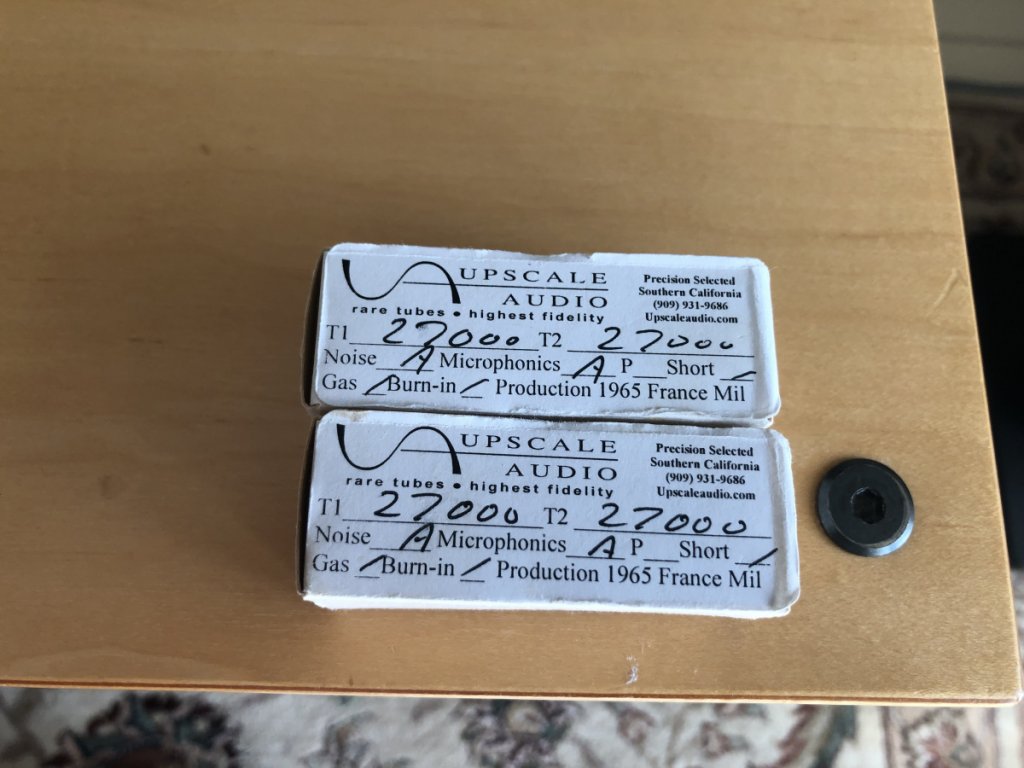 UPSCALE
AUDIO
rare tubes • highest fidelity
Precision Selected
Southern California
(909) 931-9686
Upscaleaudio.com
T1 27000 T2 27000
Noise A Microphonics A P Short /
Gas / Burn-in / Production 1965 France Mil
UPSCALE
AUDIO
rare tubes • highest fidelity
Precision Selected
Southern California
(909) 931-9686
Upscaleaudio.com
T1 27000 T2 27000
Noise A Microphonics A P Short /
Gas / Burn-in / Production 1965 France Mil